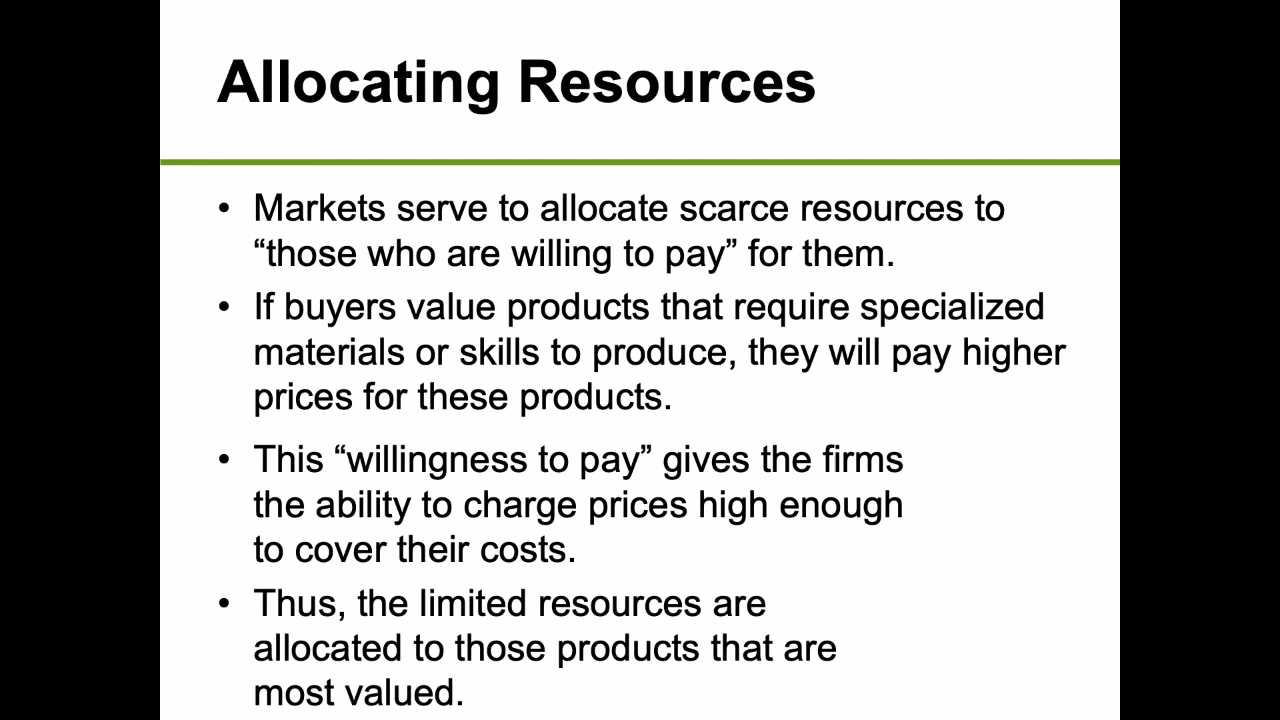 Allocating Resources
• Markets serve to allocate scarce resources to
“those who are willing to pay” for them.
• If buyers value products that require specialized
materials or skills to produce, they will pay higher
prices for these products.
• This “willingness to pay” gives the firms
the ability to charge prices high enough
to cover their costs.
• Thus, the limited resources are
allocated to those products that are
most valued.